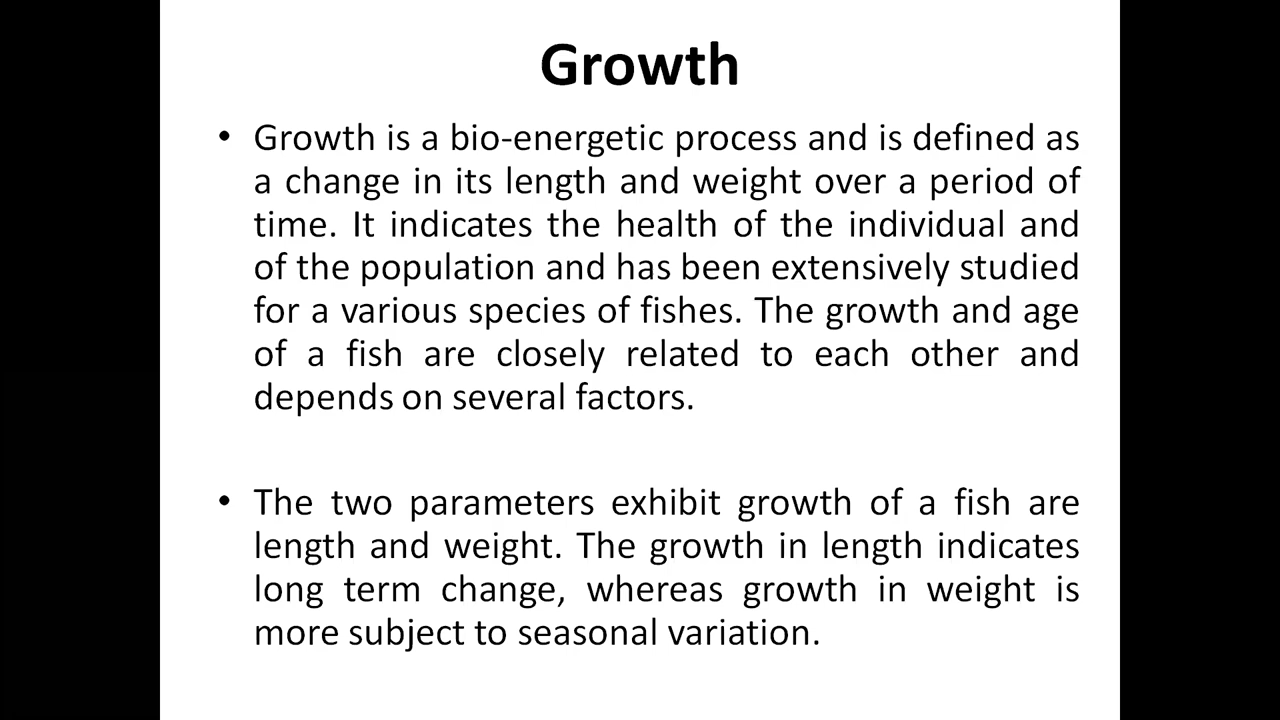 Growth
• Growth is a bio-energetic process and is defined as
a change in its length and weight over a period of
time. It indicates the health of the individual and
of the population and has been extensively studied
for a various species of fishes. The growth and age
of a fish are closely related to each other and
depends on several factors.
• The two parameters exhibit growth of a fish are
length and weight. The growth in length indicates
long term change, whereas growth in weight is
more subject to seasonal variation.